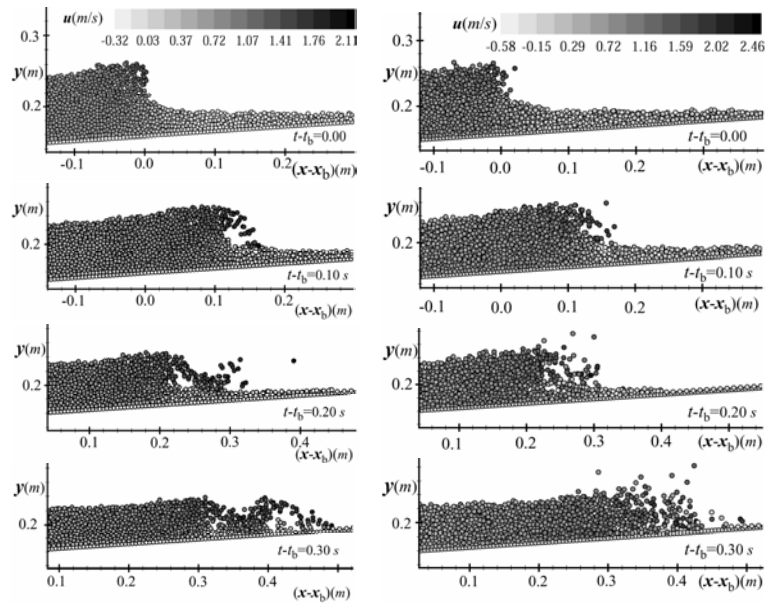 u(m/s)
-0.32 0.03 0.37 0.72 1.07 1.41 1.76 2.11
0.3
y(m)
0.2
t-tb=0.00
-0.1 0.0 0.1 0.2 (x-xb)(m)
y(m)
0.2
t-tb=0.10 s
-0.1 0.0 0.1 0.2 (x-xb)(m)
y(m)
0.2
t-tb=0.20 s
0.1 0.2 0.3 0.4
(x-xb)(m)
y(m)
0.2
t-tb=0.30 s
0.1 0.2 0.3 0.4 0.5
(x-xb)(m)
u(m/s)
-0.58 -0.15 0.29 0.72 1.16 1.59 2.02 2.46
0.3
y(m)
0.2
t-tb=0.00
-0.1 0.0 0.1 0.2 (x-xb)(m)
y(m)
0.2
t-tb=0.10 s
-0.1 0.0 0.1 0.2 (x-xb)(m)
y(m)
0.2
t-tb=0.20 s
0.1 0.2 0.3 0.4
(x-xb)(m)
y(m)
0.2
t-tb=0.30 s
0.1 0.2 0.3 0.4 0.5
(x-xb)(m)